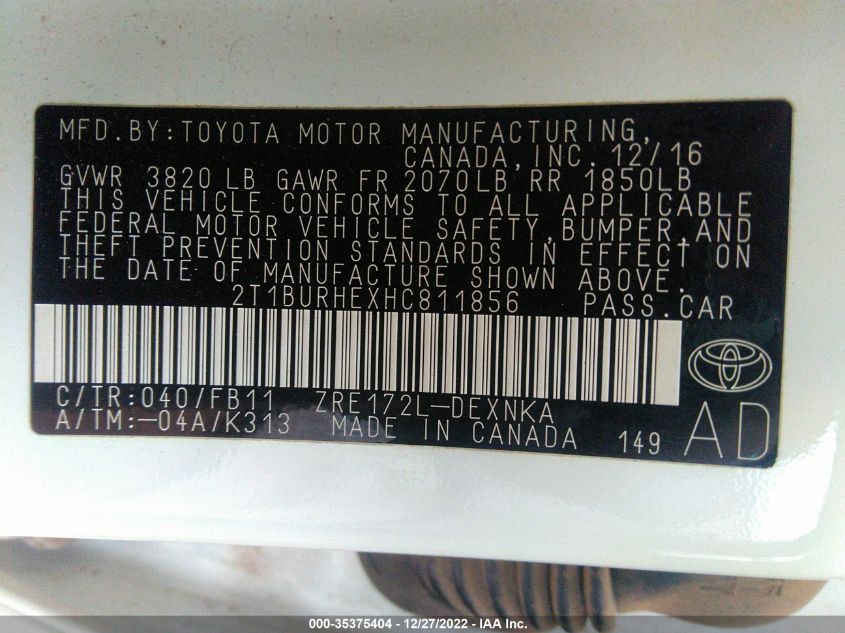 MFD.BY:TOYOTA MOTOR MANUFACTURING,
CANADA,INC.12/16
GVWR 3820 LB GAWR FR 2070LB RR 1850LB
THIS VEHICLE CONFORMS TO ALL APPLICABLE
FEDERAL MOTOR VEHICLE SAFETY,BUMPER,AND
THEFT PREVENTION STANDARDS IN EFFECT ON
THE DATE OF MANUFACTURE SHOWN ABOVE.
2T1BURHEXHC811856 PASS.CAR
C/TR:040/FB11 ZRE172L-DEXNKA
A/TM:-04A/K313 MADE IN CANADA 149 AD
000-35375404 - 12/27/2022 - IAA Inc.